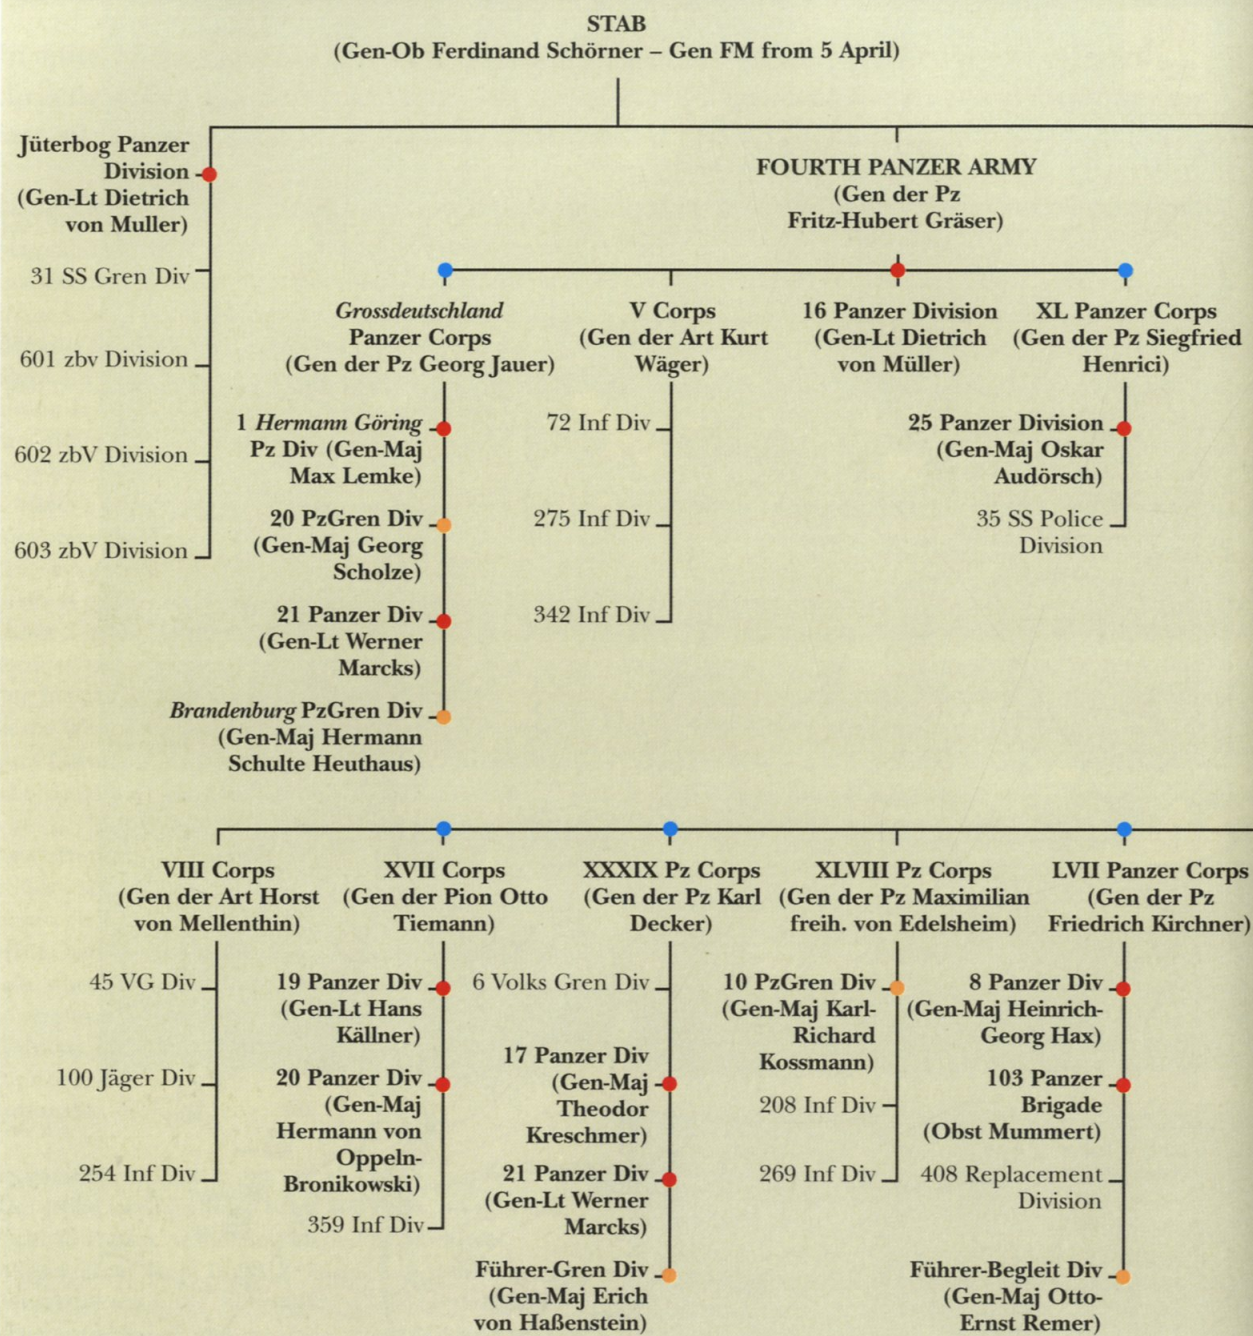 STAB
(Gen-Ob Ferdinand Schörner – Gen FM from 5 April)
Jüterbog Panzer
Division
(Gen-Lt Dietrich
von Muller)
31 SS Gren Div
601 zbv Division
602 zbV Division
603 zbV Division
FOURTH PANZER ARMY
(Gen der Pz
Fritz-Hubert Gräser)
Grossdeutschland
Panzer Corps
(Gen der Pz Georg Jauer)
1 Hermann Göring
Pz Div (Gen-Maj
Max Lemke)
20 PzGren Div
(Gen-Maj Georg
Scholze)
21 Panzer Div
(Gen-Lt Werner
Marcks)
Brandenburg PzGren Div
(Gen-Maj Hermann
Schulte Heuthaus)
V Corps
(Gen der Art Kurt
Wäger)
72 Inf Div
275 Inf Div
342 Inf Div
16 Panzer Division
(Gen-Lt Dietrich
von Müller)
XL Panzer Corps
(Gen der Pz Siegfried
Henrici)
25 Panzer Division
(Gen-Maj Oskar
Audörsch)
35 SS Police
Division
VIII Corps
(Gen der Art Horst
von Mellenthin)
45 VG Div
100 Jäger Div
254 Inf Div
XVII Corps
(Gen der Pion Otto
Tiemann)
19 Panzer Div
(Gen-Lt Hans
Källner)
20 Panzer Div
(Gen-Maj
Hermann von
Oppeln-
Bronikowski)
359 Inf Div
XXXIX Pz Corps
(Gen der Pz Karl
Decker)
6 Volks Gren Div
17 Panzer Div
(Gen-Maj
Theodor
Kreschmer)
21 Panzer Div
(Gen-Lt Werner
Marcks)
Führer-Gren Div
(Gen-Maj Erich
von Haßenstein)
XLVIII Pz Corps
(Gen der Pz Maximilian
freih. von Edelsheim)
10 PzGren Div
(Gen-Maj Karl-
Richard
Kossmann)
208 Inf Div
269 Inf Div
LVII Panzer Corps
(Gen der Pz
Friedrich Kirchner)
8 Panzer Div
(Gen-Maj Heinrich-
Georg Hax)
103 Panzer
Brigade
(Obst Mummert)
408 Replacement
Division
Führer-Begleit Div
(Gen-Maj Otto-
Ernst Remer)